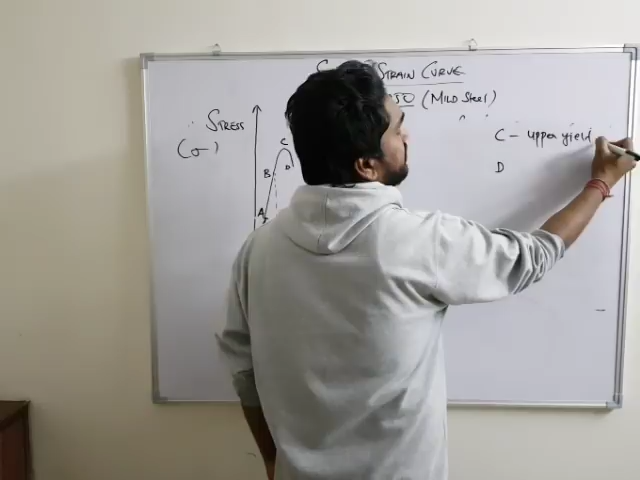 STRAIN CURVE
(MILD STEEL)
STRESS
(σ)
C
B
D
A
C - upper yield
D